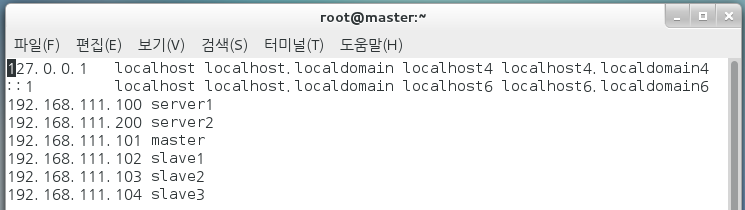 root@master:~
파일(F) 편집(E) 보기(V) 검색(S) 터미널(T) 도움말(H)
127.0.0.1 localhost localhost.localdomain localhost4 localhost4.localdomain4
::1 localhost localhost.localdomain localhost6 localhost6.localdomain6
192.168.111.100 server1
192.168.111.200 server2
192.168.111.101 master
192.168.111.102 slave1
192.168.111.103 slave2
192.168.111.104 slave3